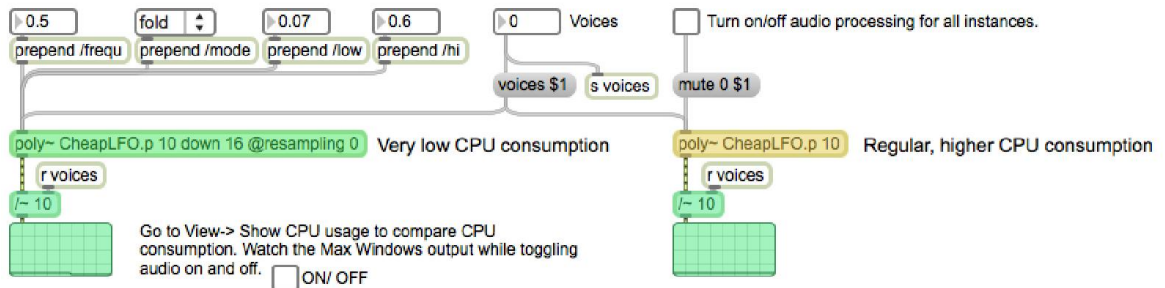 0.5
fold
0.07
0.6
0
Voices
Turn on/off audio processing for all instances.
prepend /frequ
prepend /mode
prepend /low
prepend /hi
voices $1
s voices
mute 0 $1
poly~ CheapLFO.p 10 down 16 @resampling 0
Very low CPU consumption
poly~ CheapLFO.p 10
Regular, higher CPU consumption
r voices
r voices
/~ 10
/~ 10
Go to View-> Show CPU usage to compare CPU
consumption. Watch the Max Windows output while toggling
audio on and off.
ON/ OFF